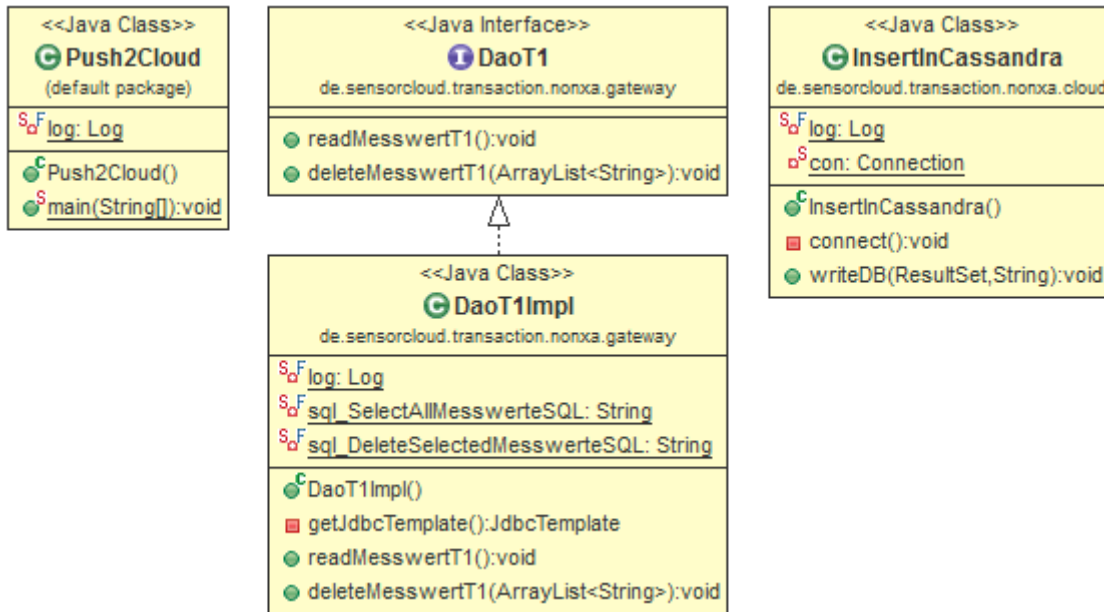 <<Java Class>>
Push2Cloud
(default package)
log: Log
Push2Cloud()
main(String[]):void
<<Java Interface>>
DaoT1
de.sensorcloud.transaction.nonxa.gateway
readMesswertT1():void
deleteMesswertT1(ArrayList<String>):void
<<Java Class>>
InsertInCassandra
de.sensorcloud.transaction.nonxa.cloud
log: Log
con: Connection
InsertInCassandra()
connect():void
writeDB(ResultSet,String):void
<<Java Class>>
DaoT1Impl
de.sensorcloud.transaction.nonxa.gateway
log: Log
sql_SelectAllMesswerteSQL: String
sql_DeleteSelectedMesswerteSQL: String
DaoT1Impl()
getJdbcTemplate():JdbcTemplate
readMesswertT1():void
deleteMesswertT1(ArrayList<String>):void